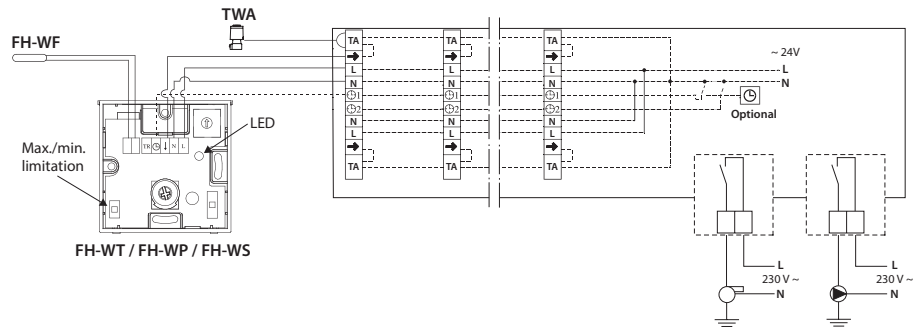 TWA
FH-WF
LED
Max./min.
limitation
TR N L
FH-WT / FH-WP / FH-WS
TA TA TA
L L L
N N N
1 1 1
2 2 2
N N N
L L L
TA TA TA
~ 24V
L
N
Optional
L L
230 V ~ 230 V ~
N N